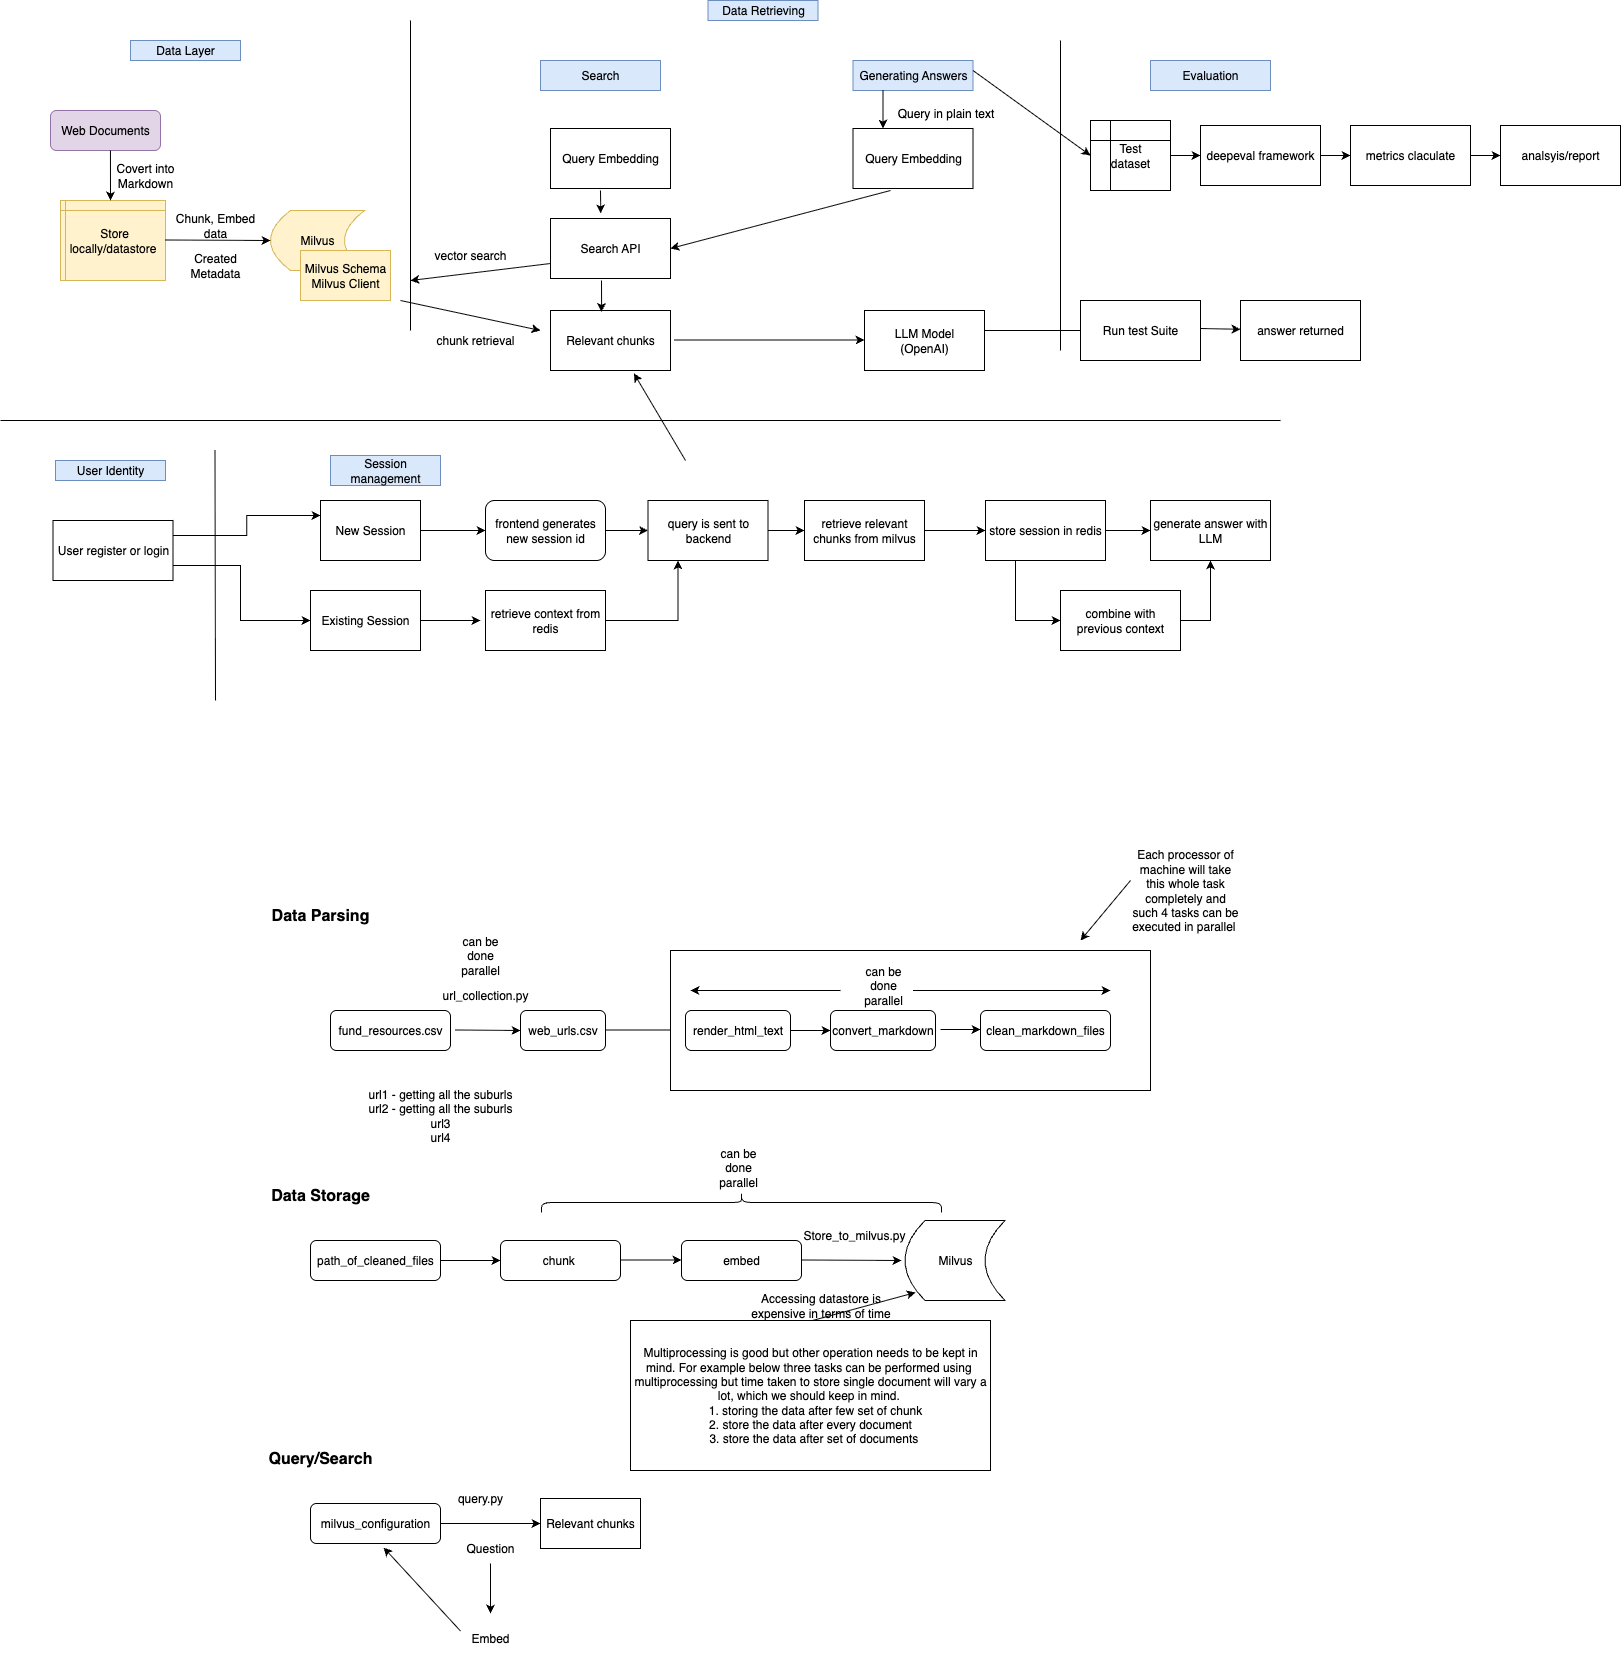 Data Retrieving
Data Layer
Search
Generating Answers
Evaluation
Web Documents
Query in plain text
Covert into
Markdown
Query Embedding
Query Embedding
Test
dataset
deepeval framework
metrics claculate
analsyis/report
Store
locally/datastore
Chunk, Embed
data
Created
Metadata
Milvus
Milvus Schema
Milvus Client
vector search
Search API
chunk retrieval
Relevant chunks
LLM Model
(OpenAI)
Run test Suite
answer returned
User Identity
Session
management
User register or login
New Session
frontend generates
new session id
query is sent to
backend
retrieve relevant
chunks from milvus
store session in redis
generate answer with
LLM
Existing Session
retrieve context from
redis
combine with
previous context
Each processor of
machine will take
this whole task
completely and
such 4 tasks can be
executed in parallel
Data Parsing
can be
done
parallel
url_collection.py
fund_resources.csv
web_urls.csv
can be
done
parallel
render_html_text
convert_markdown
clean_markdown_files
url1 - getting all the suburls
url2 - getting all the suburls
url3
url4
can be
done
parallel
Data Storage
path_of_cleaned_files
chunk
embed
Store_to_milvus.py
Milvus
Accessing datastore is
expensive in terms of time
Multiprocessing is good but other operation needs to be kept in
mind. For example below three tasks can be performed using
multiprocessing but time taken to store single document will vary a
lot, which we should keep in mind.
1. storing the data after few set of chunk
2. store the data after every document
3. store the data after set of documents
Query/Search
query.py
milvus_configuration
Relevant chunks
Question
Embed